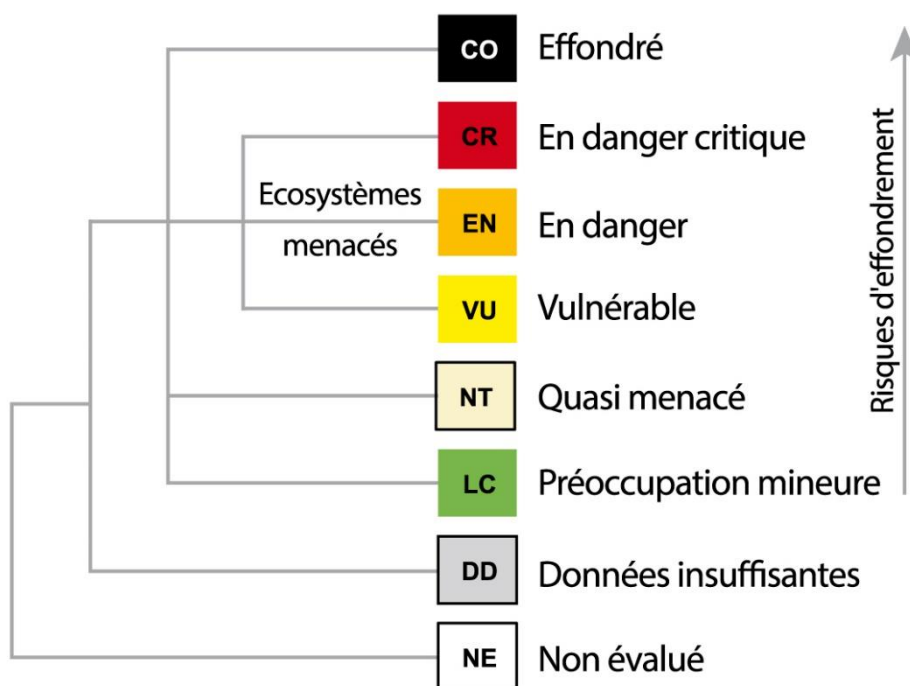 CO Effondré
CR En danger critique
Ecosystèmes
menacés
EN En danger
VU Vulnérable
NT Quasi menacé
LC Préoccupation mineure
DD Données insuffisantes
NE Non évalué
Risques d'effondrement